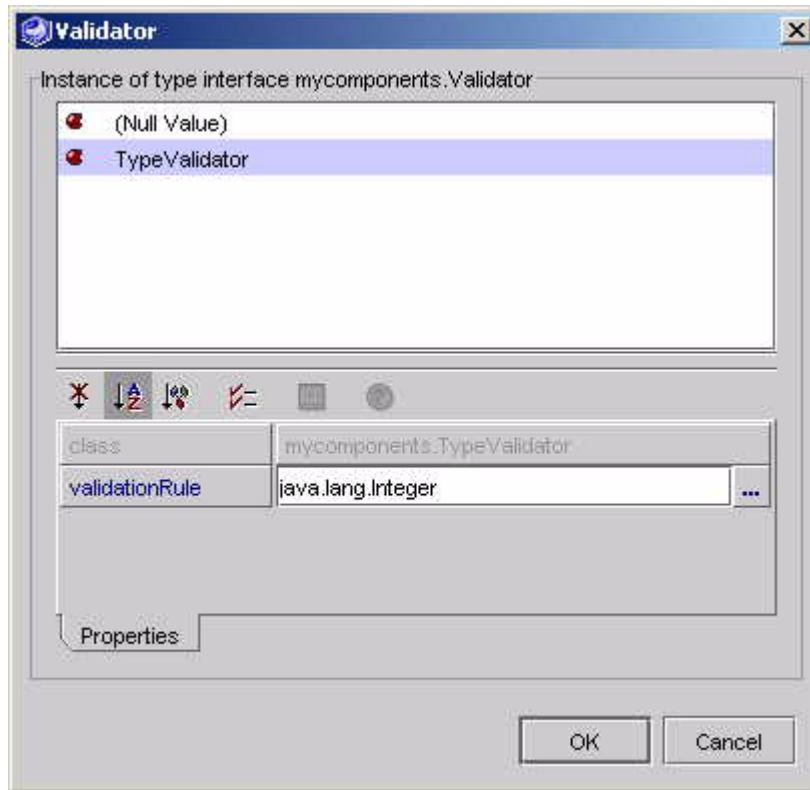 Validator
Instance of type interface mycomponents.Validator
(Null Value)
TypeValidator
class mycomponents.TypeValidator
validationRule java.lang.Integer ...
Properties
OK Cancel